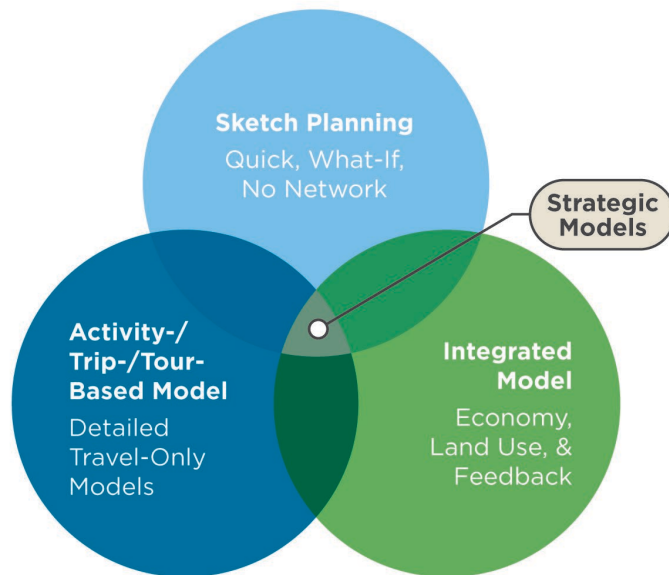 Sketch Planning
Quick, What-If,
No Network
Strategic
Models
Activity-/
Trip-/Tour-
Based Model
Detailed
Travel-Only
Models
Integrated
Model
Economy,
Land Use, &
Feedback